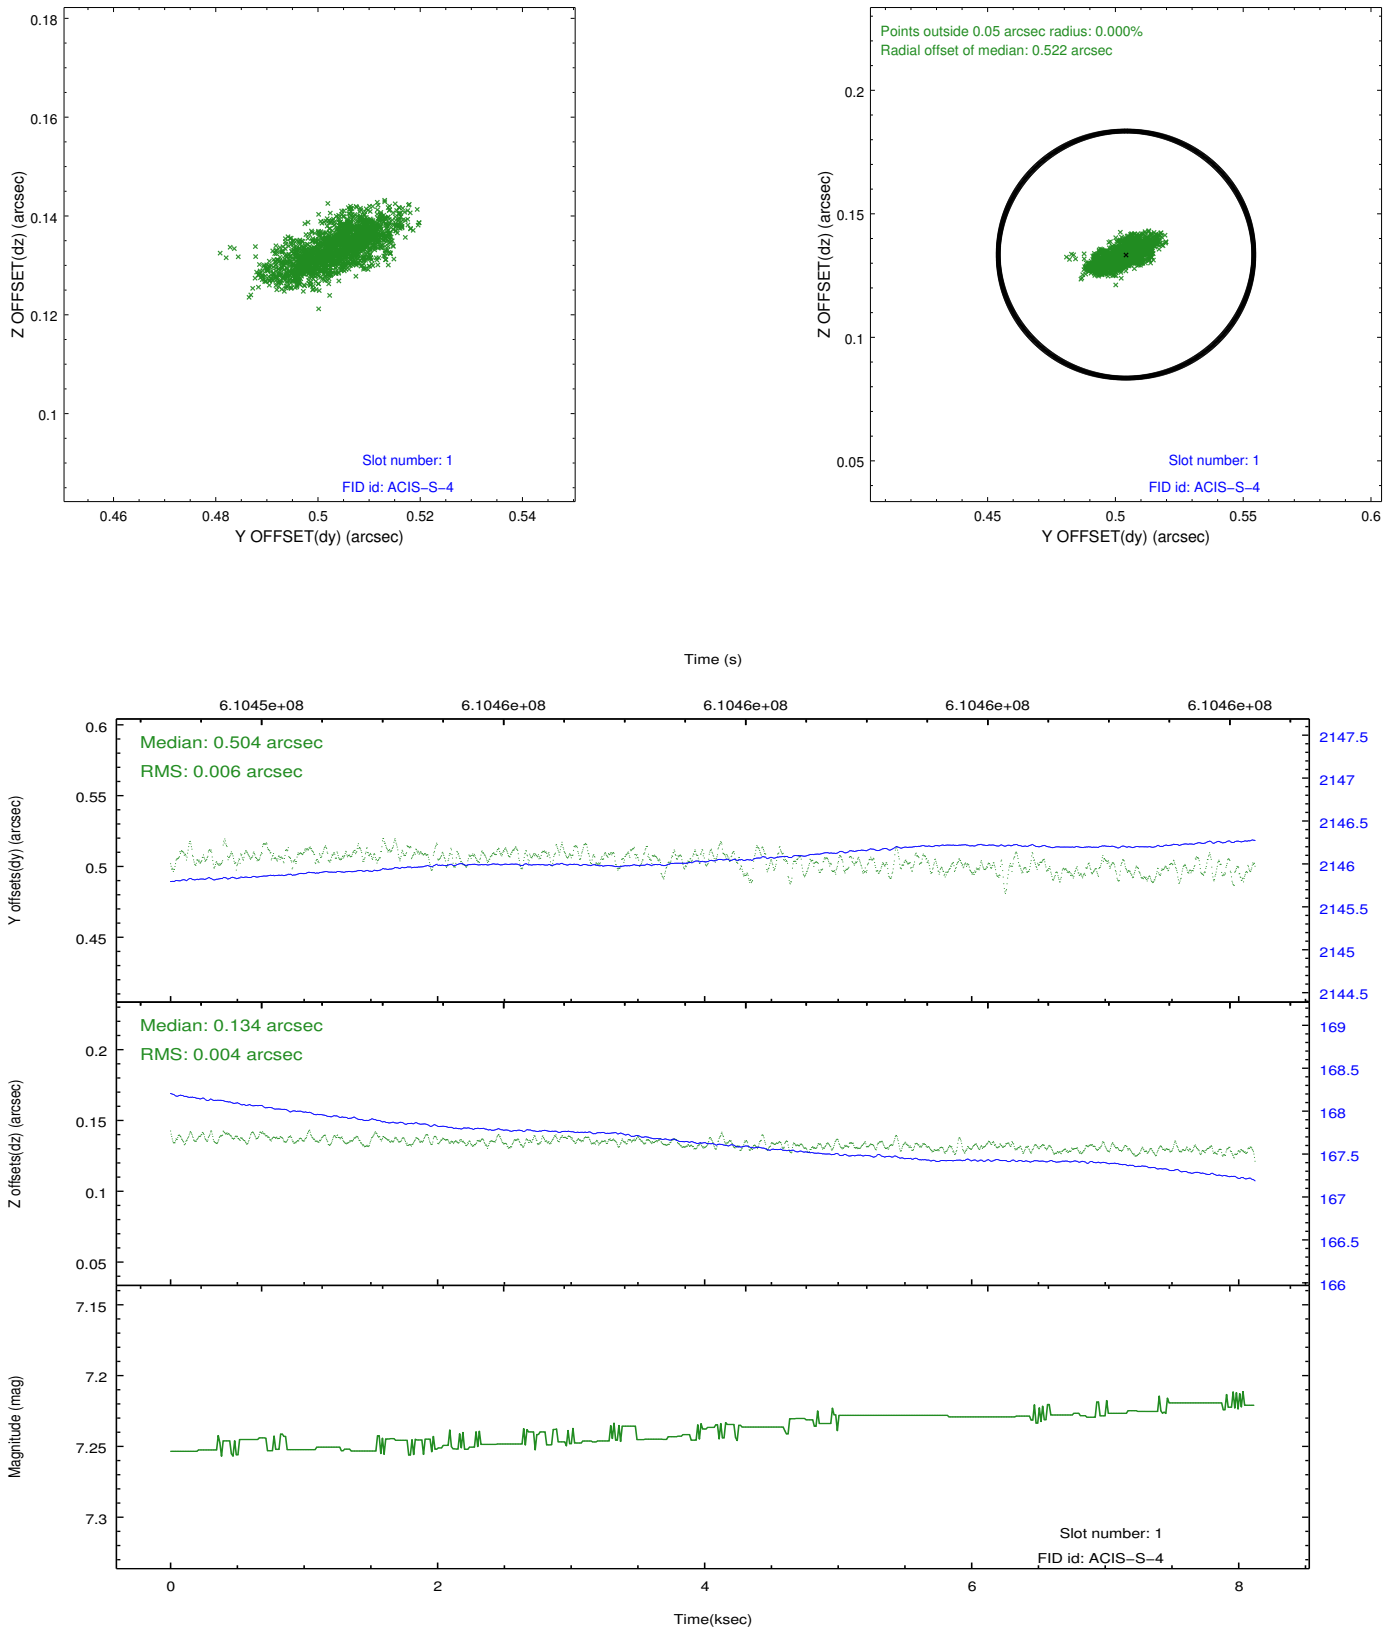 0.18
0.16
0.14
0.12
0.1
Z OFFSET(dz) (arcsec)
0.46 0.48 0.5 0.52 0.54
Y OFFSET(dy) (arcsec)
Slot number: 1
FID id: ACIS−S−4
Points outside 0.05 arcsec radius: 0.000%
Radial offset of median: 0.522 arcsec
0.2
0.15
0.1
0.05
Z OFFSET(dz) (arcsec)
0.45 0.5 0.55 0.6
Y OFFSET(dy) (arcsec)
Slot number: 1
FID id: ACIS−S−4
Time (s)
6.1045e+08 6.1046e+08 6.1046e+08 6.1046e+08 6.1046e+08
Median: 0.504 arcsec
RMS: 0.006 arcsec
0.6
0.55
0.5
0.45
Y offsets(dy) (arcsec)
2147.5
2147
2146.5
2146
2145.5
2145
2144.5
Median: 0.134 arcsec
RMS: 0.004 arcsec
0.2
0.15
0.1
0.05
Z offsets(dz) (arcsec)
169
168.5
168
167.5
167
166.5
166
7.15
7.2
7.25
7.3
Magnitude (mag)
Slot number: 1
FID id: ACIS−S−4
0 2 4 6 8
Time(ksec)